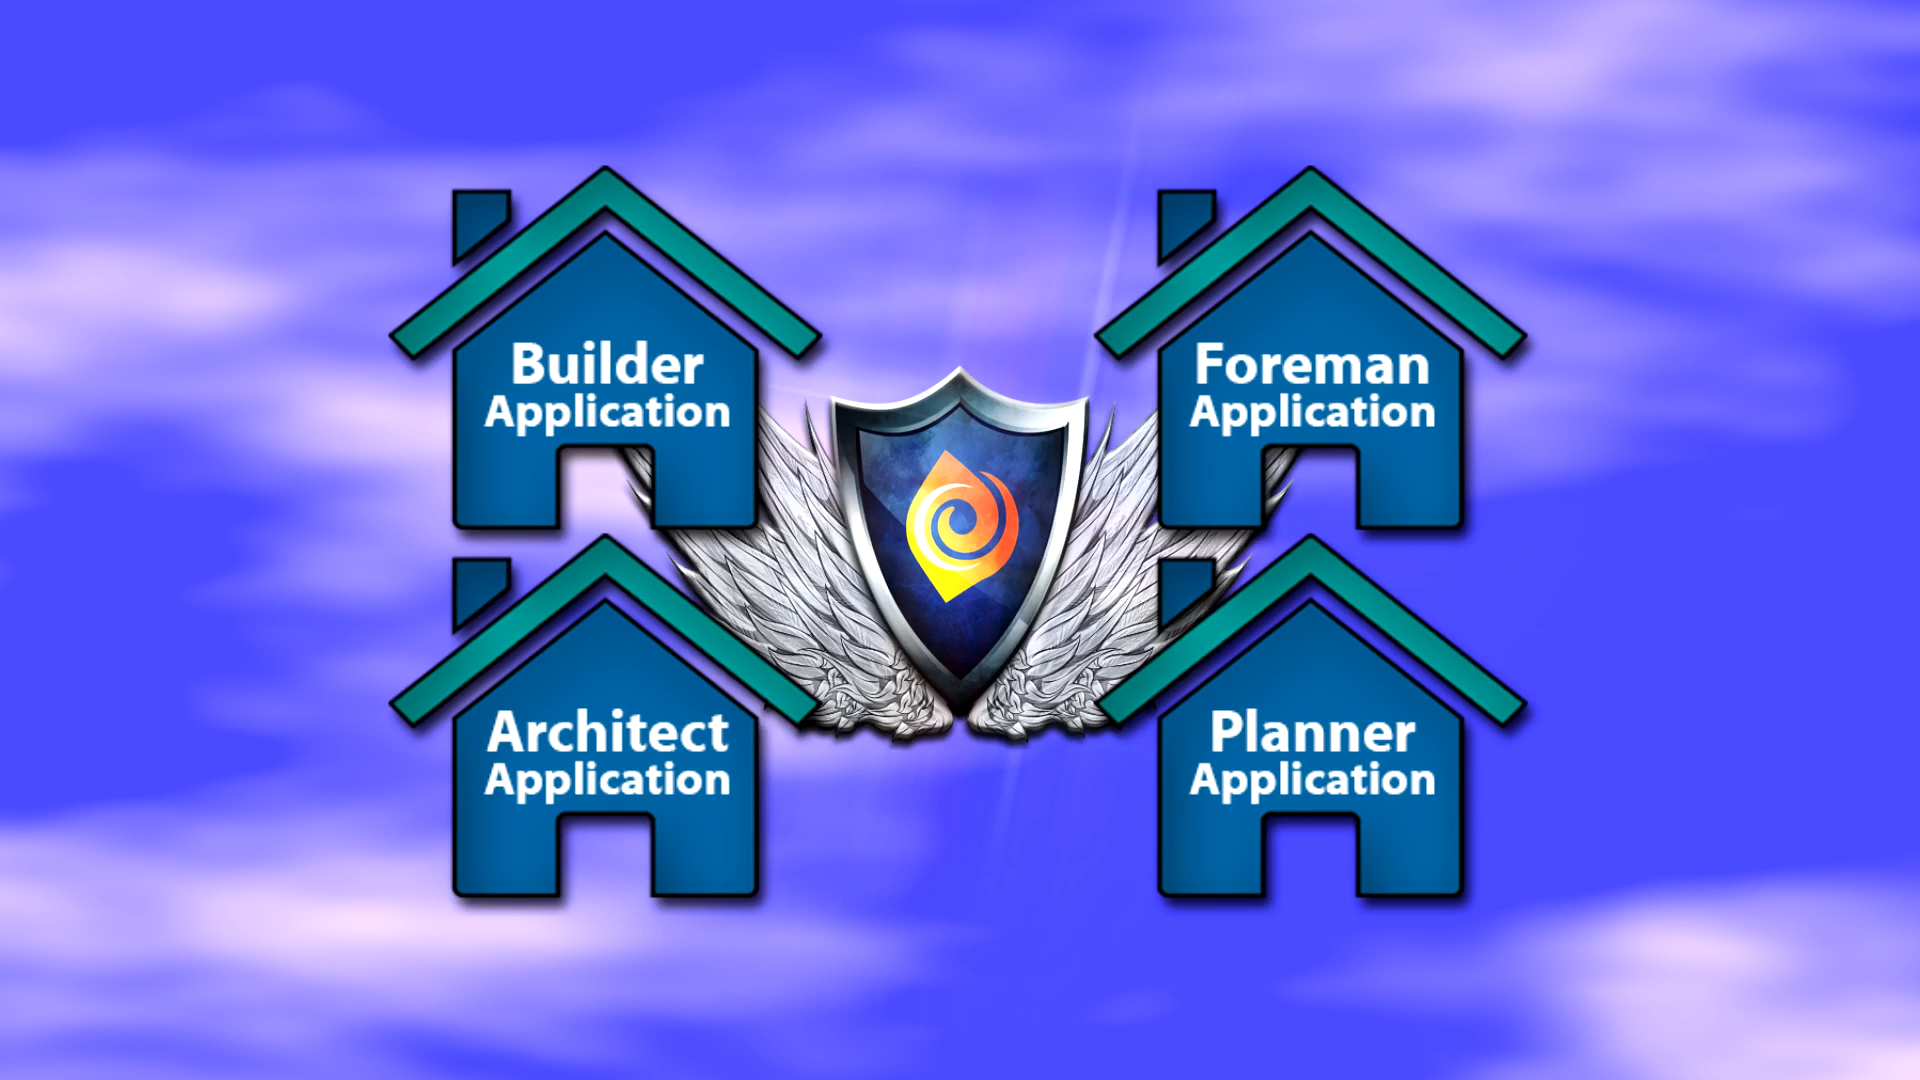 Builder
Application
Foreman
Application
Architect
Application
Planner
Application